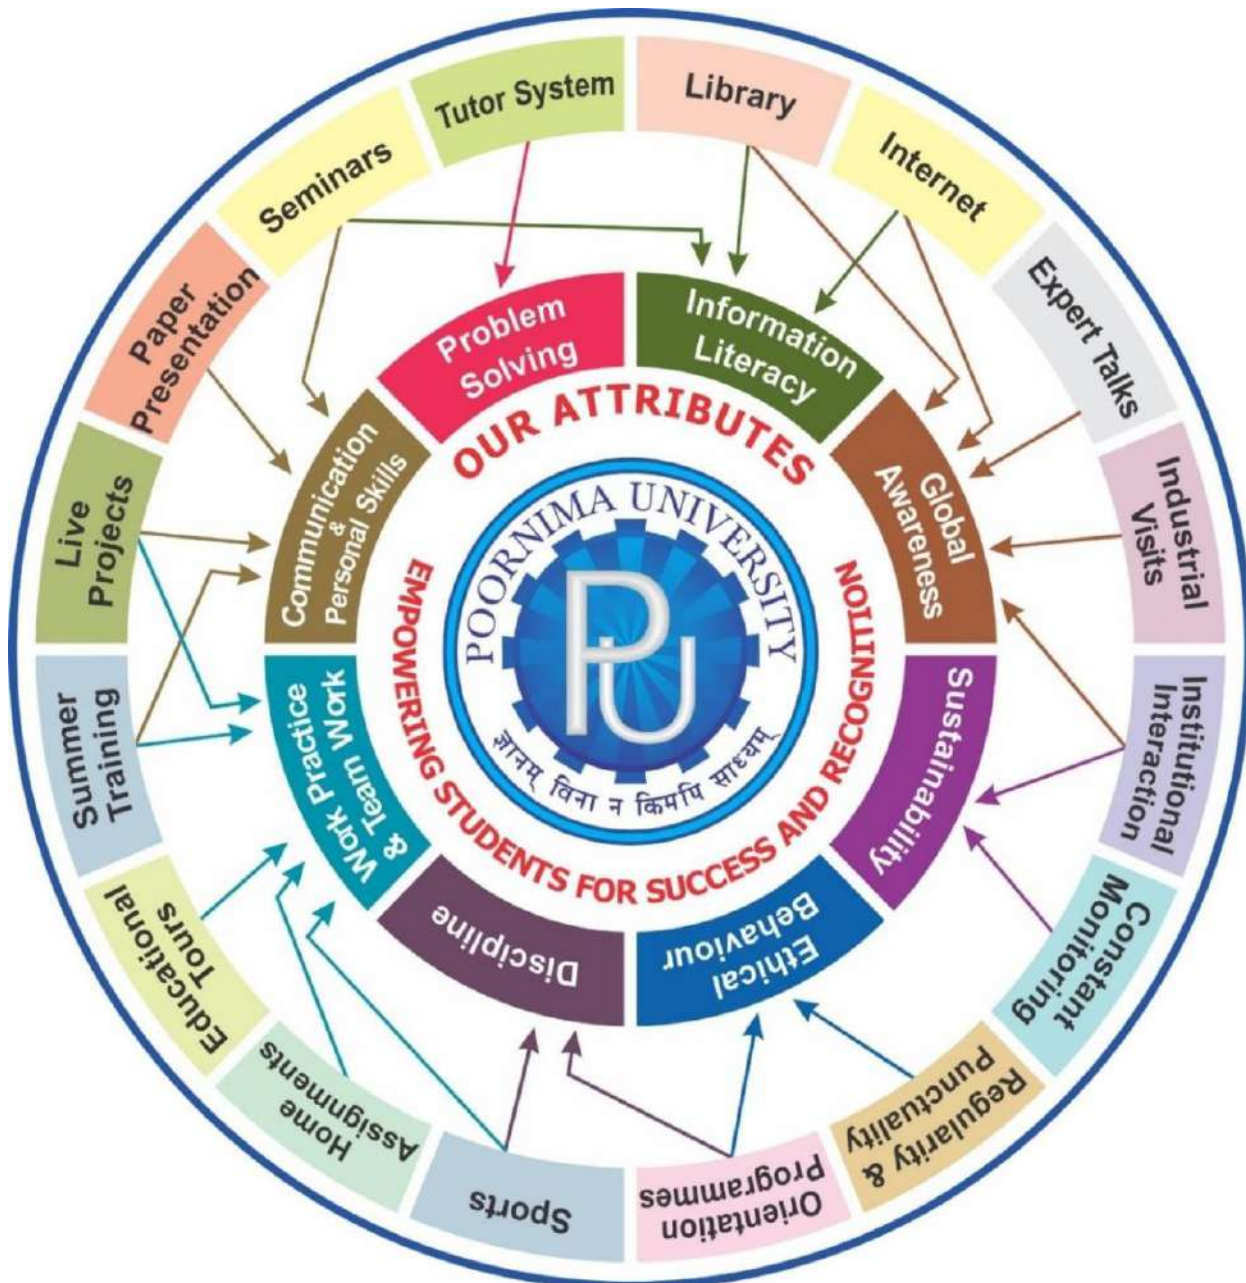 Tutor System
Library
Internet
Expert Talks
Industrial
Visits
Institutional
Interaction
Constant
Monitoring
Regularity &
Punctuality
Orientation
Programmes
Sports
Home
Assignments
Educational
Tours
Summer
Training
Live
Projects
Paper
Presentation
Seminars
Problem
Solving
Information
Literacy
Global
Awareness
Sustainability
Ethical
Behaviour
Discipline
Work Practice
& Team Work
Communication
&
Personal Skills
OUR ATTRIBUTES
EMPOWERING STUDENTS FOR SUCCESS AND RECOGNITION
POORNIMA UNIVERSITY
PU
ज्ञानम् विना न किमपि साध्यम्